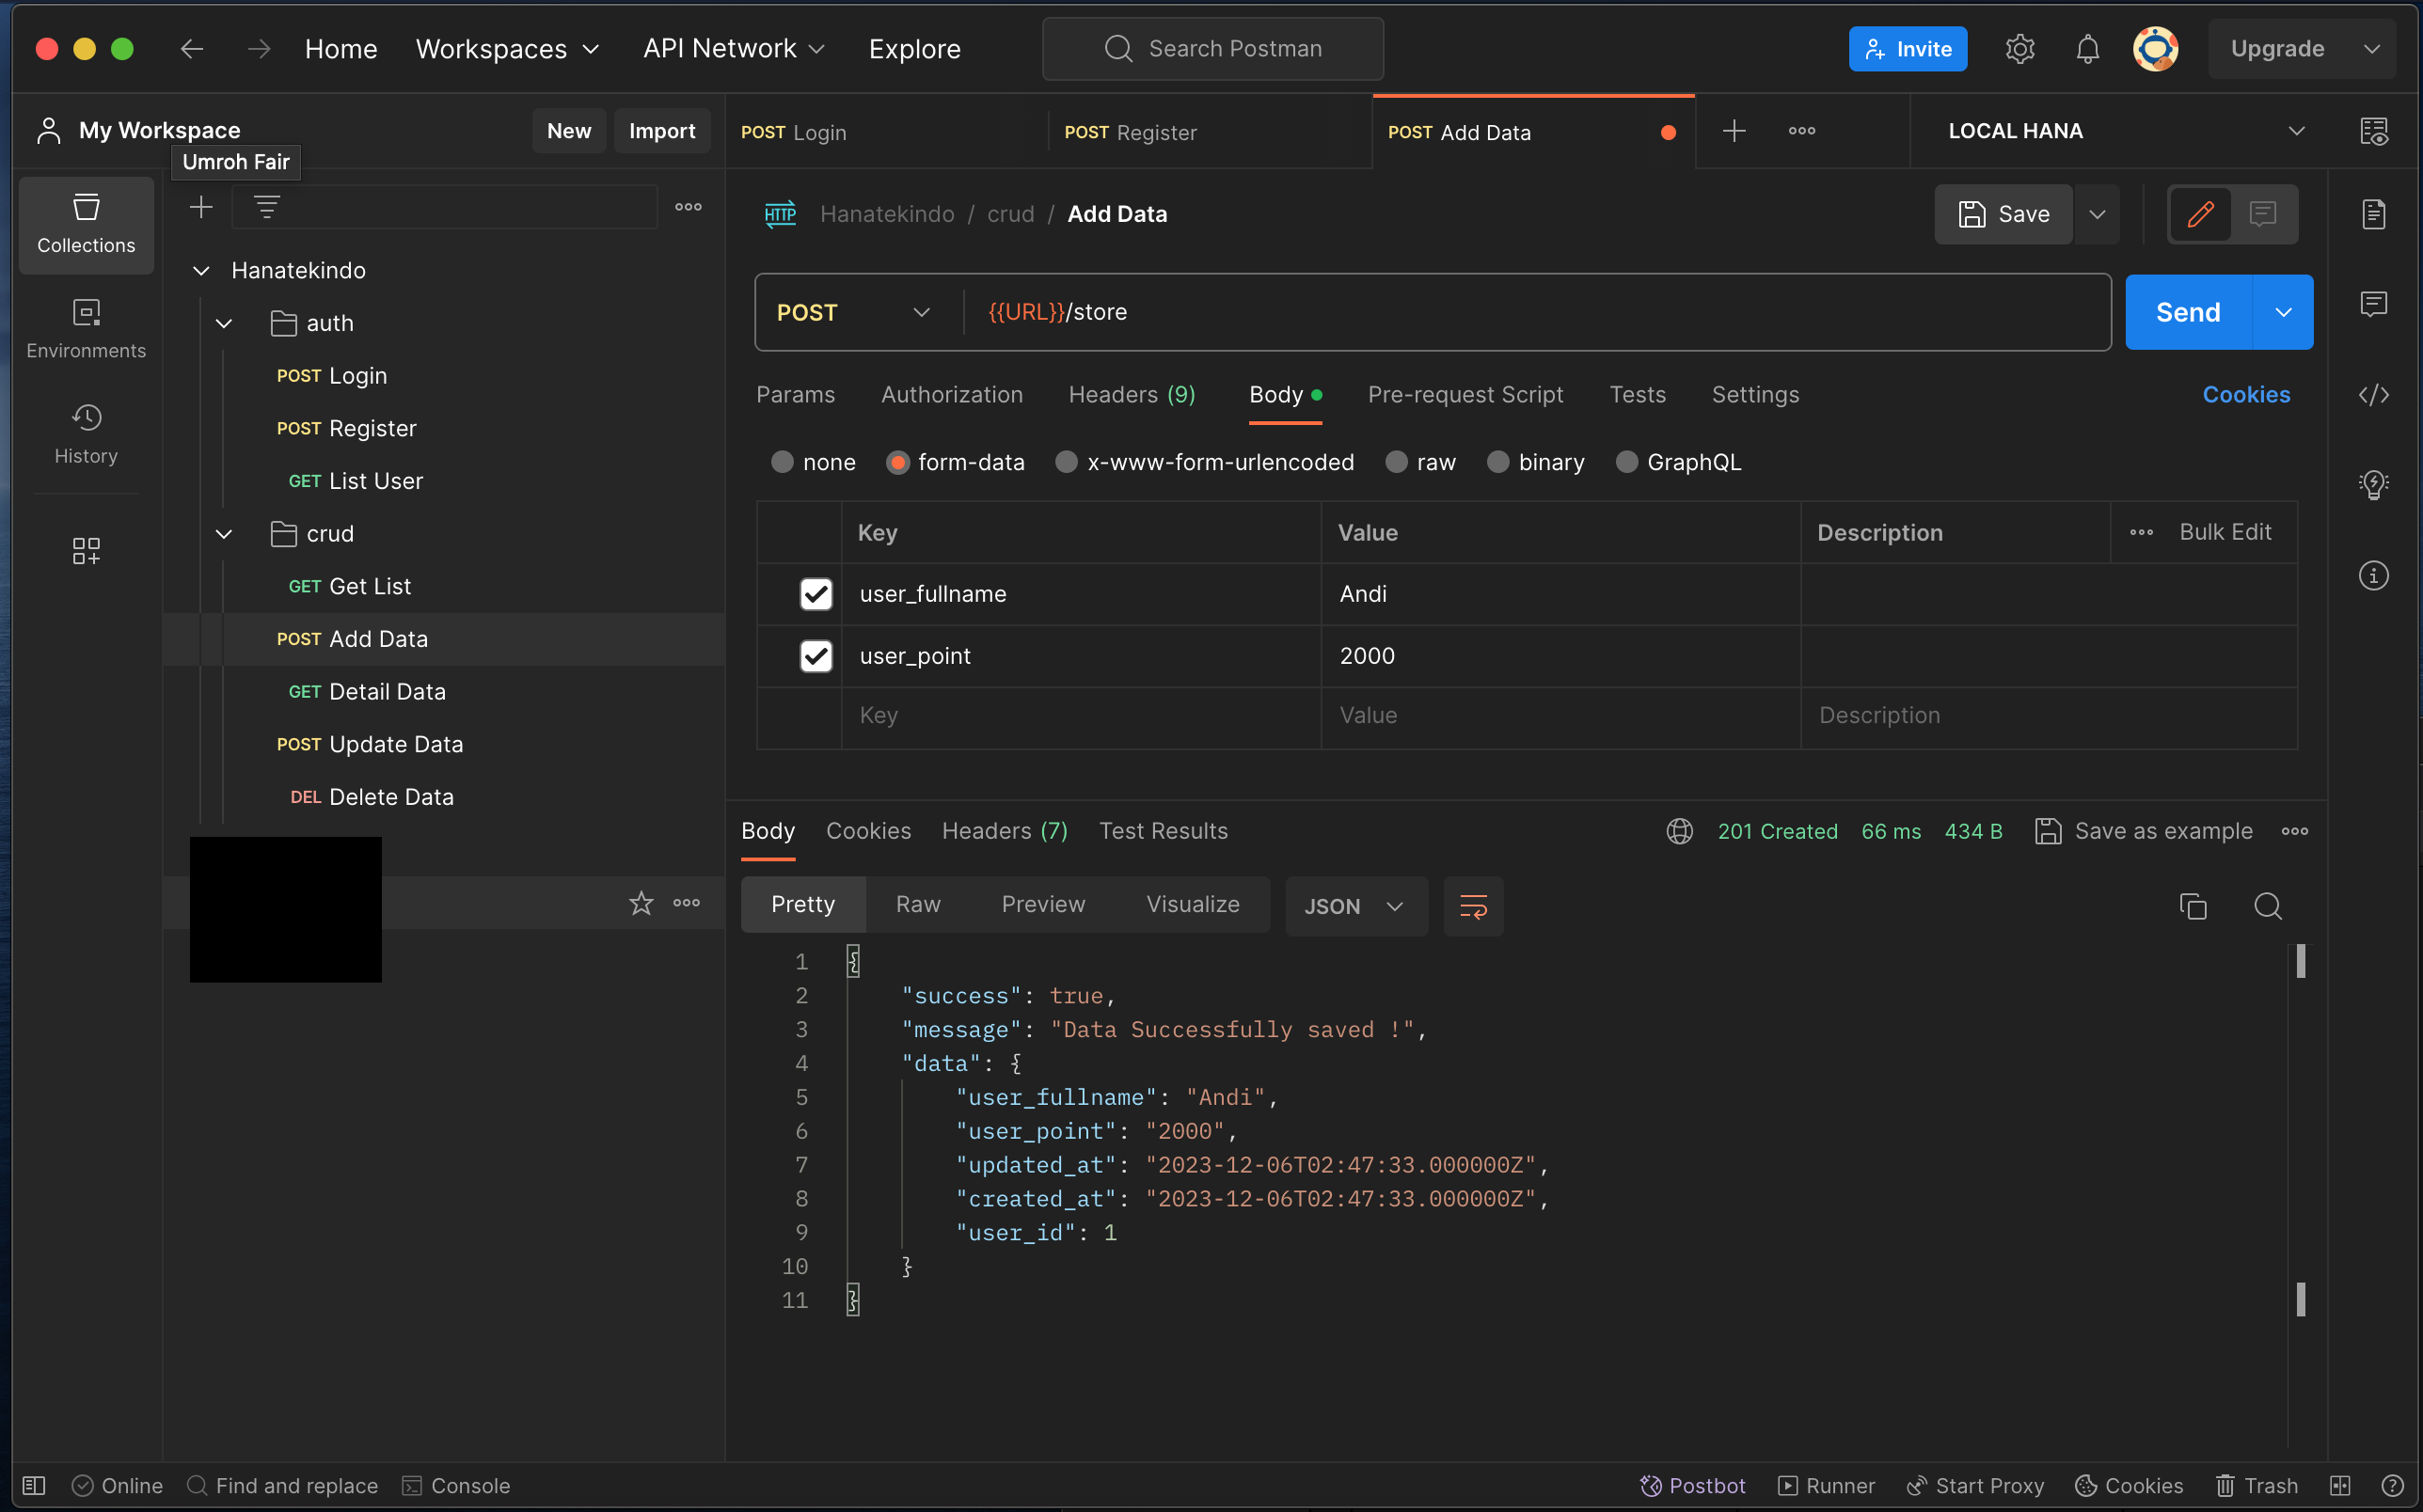 Home Workspaces API Network Explore Search Postman Invite Upgrade
My Workspace New Import
Umroh Fair
POST Login POST Register POST Add Data LOCAL HANA
Collections
Environments
History
Hanatekindo
auth
POST Login
POST Register
GET List User
crud
GET Get List
POST Add Data
GET Detail Data
POST Update Data
DEL Delete Data
HTTP Hanatekindo / crud / Add Data Save
POST {{URL}}/store Send
Params Authorization Headers (9) Body Pre-request Script Tests Settings Cookies
none form-data x-www-form-urlencoded raw binary GraphQL
Key Value Description Bulk Edit
user_fullname Andi
user_point 2000
Key Value Description
Body Cookies Headers (7) Test Results 201 Created 66 ms 434 B Save as example
Pretty Raw Preview Visualize JSON
1 {
2 "success": true,
3 "message": "Data Successfully saved !",
4 "data": {
5 "user_fullname": "Andi",
6 "user_point": "2000",
7 "updated_at": "2023-12-06T02:47:33.000000Z",
8 "created_at": "2023-12-06T02:47:33.000000Z",
9 "user_id": 1
10 }
11 }
Online Find and replace Console Postbot Runner Start Proxy Cookies Trash